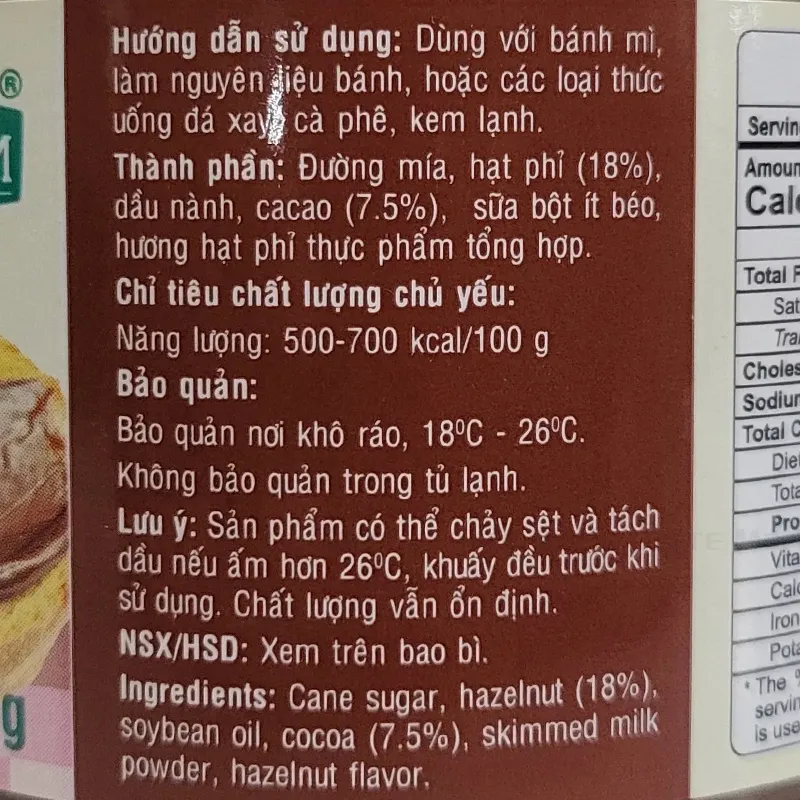 Hướng dẫn sử dụng: Dùng với bánh mì,
làm nguyên liệu bánh, hoặc các loại thức
uống đá xay, cà phê, kem lạnh.
Thành phần: Đường mía, hạt phỉ (18%),
dầu nành, cacao (7.5%), sữa bột ít béo,
hương hạt phỉ thực phẩm tổng hợp.
Chỉ tiêu chất lượng chủ yếu:
Năng lượng: 500-700 kcal/100 g
Bảo quản:
Bảo quản nơi khô ráo, 18⁰C - 26⁰C.
Không bảo quản trong tủ lạnh.
Lưu ý: Sản phẩm có thể chảy sệt và tách
dầu nếu ấm hơn 26⁰C, khuấy đều trước khi
sử dụng. Chất lượng vẫn ổn định.
NSX/HSD: Xem trên bao bì.
Ingredients: Cane sugar, hazelnut (18%),
soybean oil, cocoa (7.5%), skimmed milk
powder, hazelnut flavor.
®
M
g
Servin
Amoun
Calo
Total F
Sat
Tran
Choles
Sodium
Total C
Diet
Tota
Pro
Vita
Calc
Iron
Pota
* The %
servin
is use